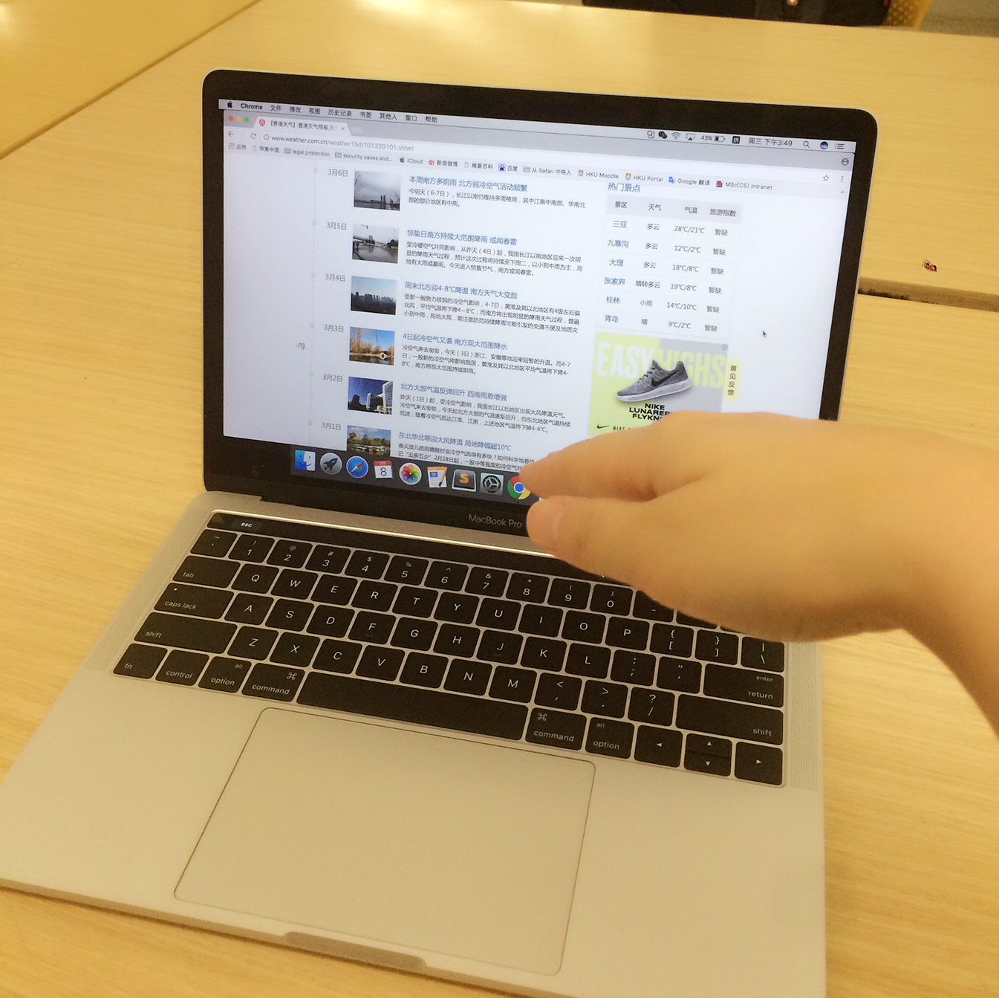 Chrome 文件 修改 视图 历史记录 书签 其他人 窗口 帮助
43% 周三 下午3:49
【香港天气】香港天气预报
www.weather.com.cn/weather15d/101320101.shtml
应用 苹果中国 legal protection security cases and... iCloud 新浪微博 维基百科 百度 从 Safari 中导入 HKU Moodle HKU Portal Google 翻译 MSc(CS) Intranet
3月6日
本周南方多阴雨 北方弱冷空气活动频繁
今明天（6-7日），长江以南仍维持多雨格局，其中江南中南部、华南北
部的部分地区有中雨。
3月5日
惊蛰日南方持续大范围降雨 或闻春雷
受冷暖空气共同影响，从昨天（4日）起，我国长江以南地区迎来一次明
显的降雨天气过程，预计这次过程将持续至下周二，以小到中雨为主，局
地有大雨或暴雨。今天进入惊蛰节气，南方或闻春雷。
3月4日
周末北方迎4-8℃降温 南方天气大变脸
受新一股势力较弱的冷空气影响，4-7日，黄淮及其以北地区有4级左右偏
北风，平均气温将下降4～8℃；而南方将出现明显的降雨天气过程，普遍
小到中雨，局地大雨，需注意防范持续降雨可能引发的交通不便及地质灾
3月3日
4日起冷空气又袭 南方现大范围降水
冷空气来去匆匆，今天（3日）浙江、安徽等地迎来短暂的升温。而4-7
日，一股新的冷空气将影响我国，黄淮及其以北地区平均气温将下降4-
8℃，南方将现大范围持续阴雨。
3月2日
北方大部气温反弹回升 西南雨势增强
昨天（1日）起，受冷空气影响，我国长江以北地区出现大风降温天气。
冷空气来去匆匆，今天起北方大部的气温逐渐回升，但东北地区气温持续
低迷，随着冷空气抵达江淮、江南，上述地区气温将下降4-6℃。
3月1日
东北华北等迎大风降温 局地降幅超10℃
春天孩儿面阴晴随时变冷空气跑得有多快？如何科学地春捂
记“五多五少”2月28日起，一股中等强度的冷空气开
热门景点
景区 天气 气温 旅游指数
三亚 多云 28℃/21℃ 暂缺
九寨沟 多云 12℃/2℃ 暂缺
大理 多云 18℃/8℃ 暂缺
张家界 晴转多云 19℃/8℃ 暂缺
桂林 小雨 14℃/10℃ 暂缺
青岛 晴 9℃/2℃ 暂缺
EASY HIGHS
意见反馈
NIKE
LUNAREP
FLYKN
8
S
MacBook Pro
esc
~ ! @ # $ % ^ & * ( )
\` 1 2 3 4 5 6 7 8 9 0 -
tab Q W E R T Y U I O P { [ } ] | \
caps lock A S D F G H J K L : ; " ' enter return
shift Z X C V B N M < , > . ? / shift
fn control alt option ⌘ command ⌘ command alt option ◄ ▲ ▼ ►